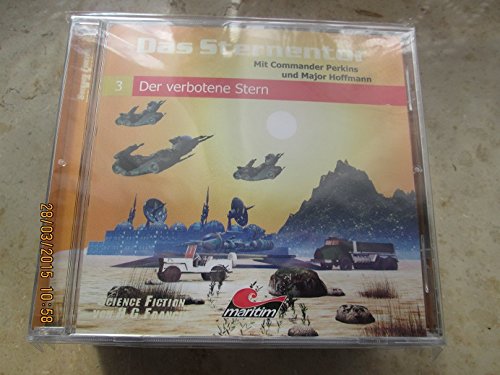 Das Sternentor
Mit Commander Perkins
und Major Hoffmann
3 Der verbotene Stern
SCIENCE FICTION
VON H.G. FRANCIS
maritim
28/03/2015 10:58